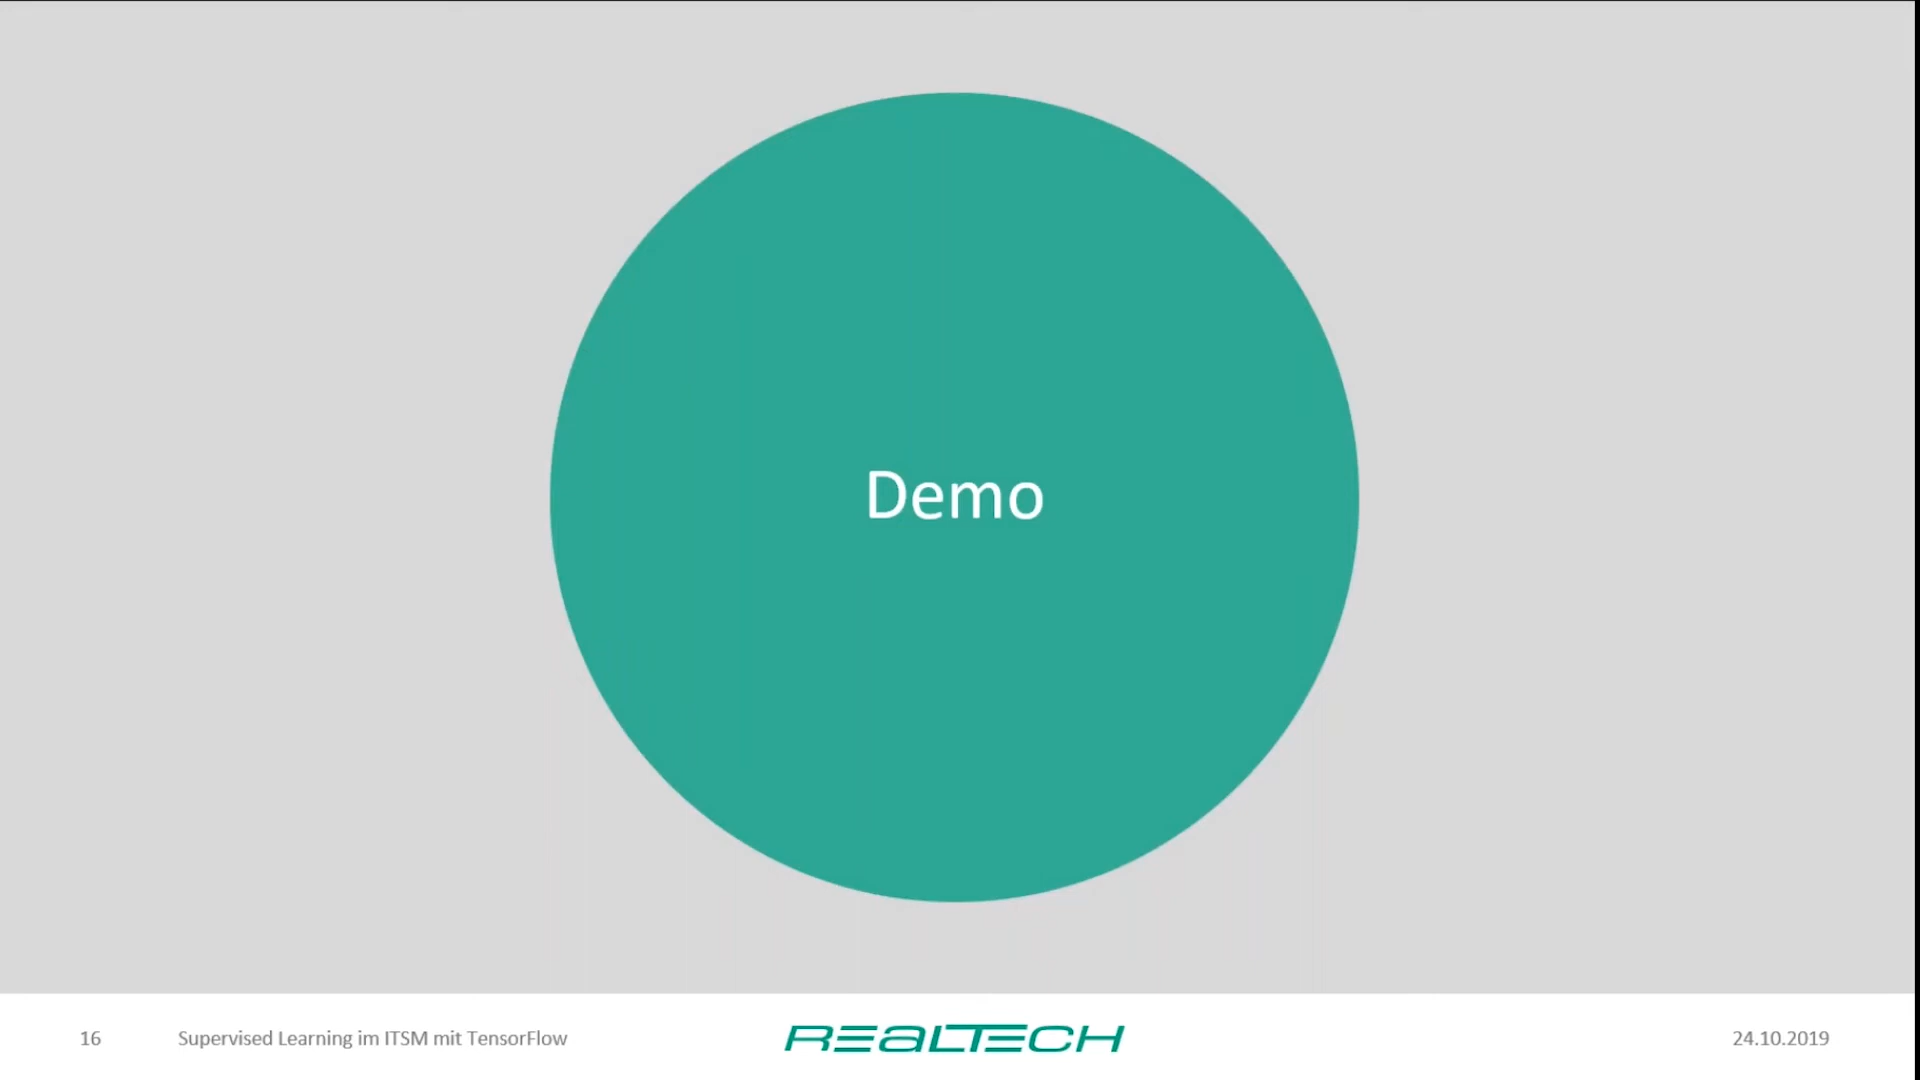 Demo
16
Supervised Learning im ITSM mit TensorFlow
REALTECH
24.10.2019